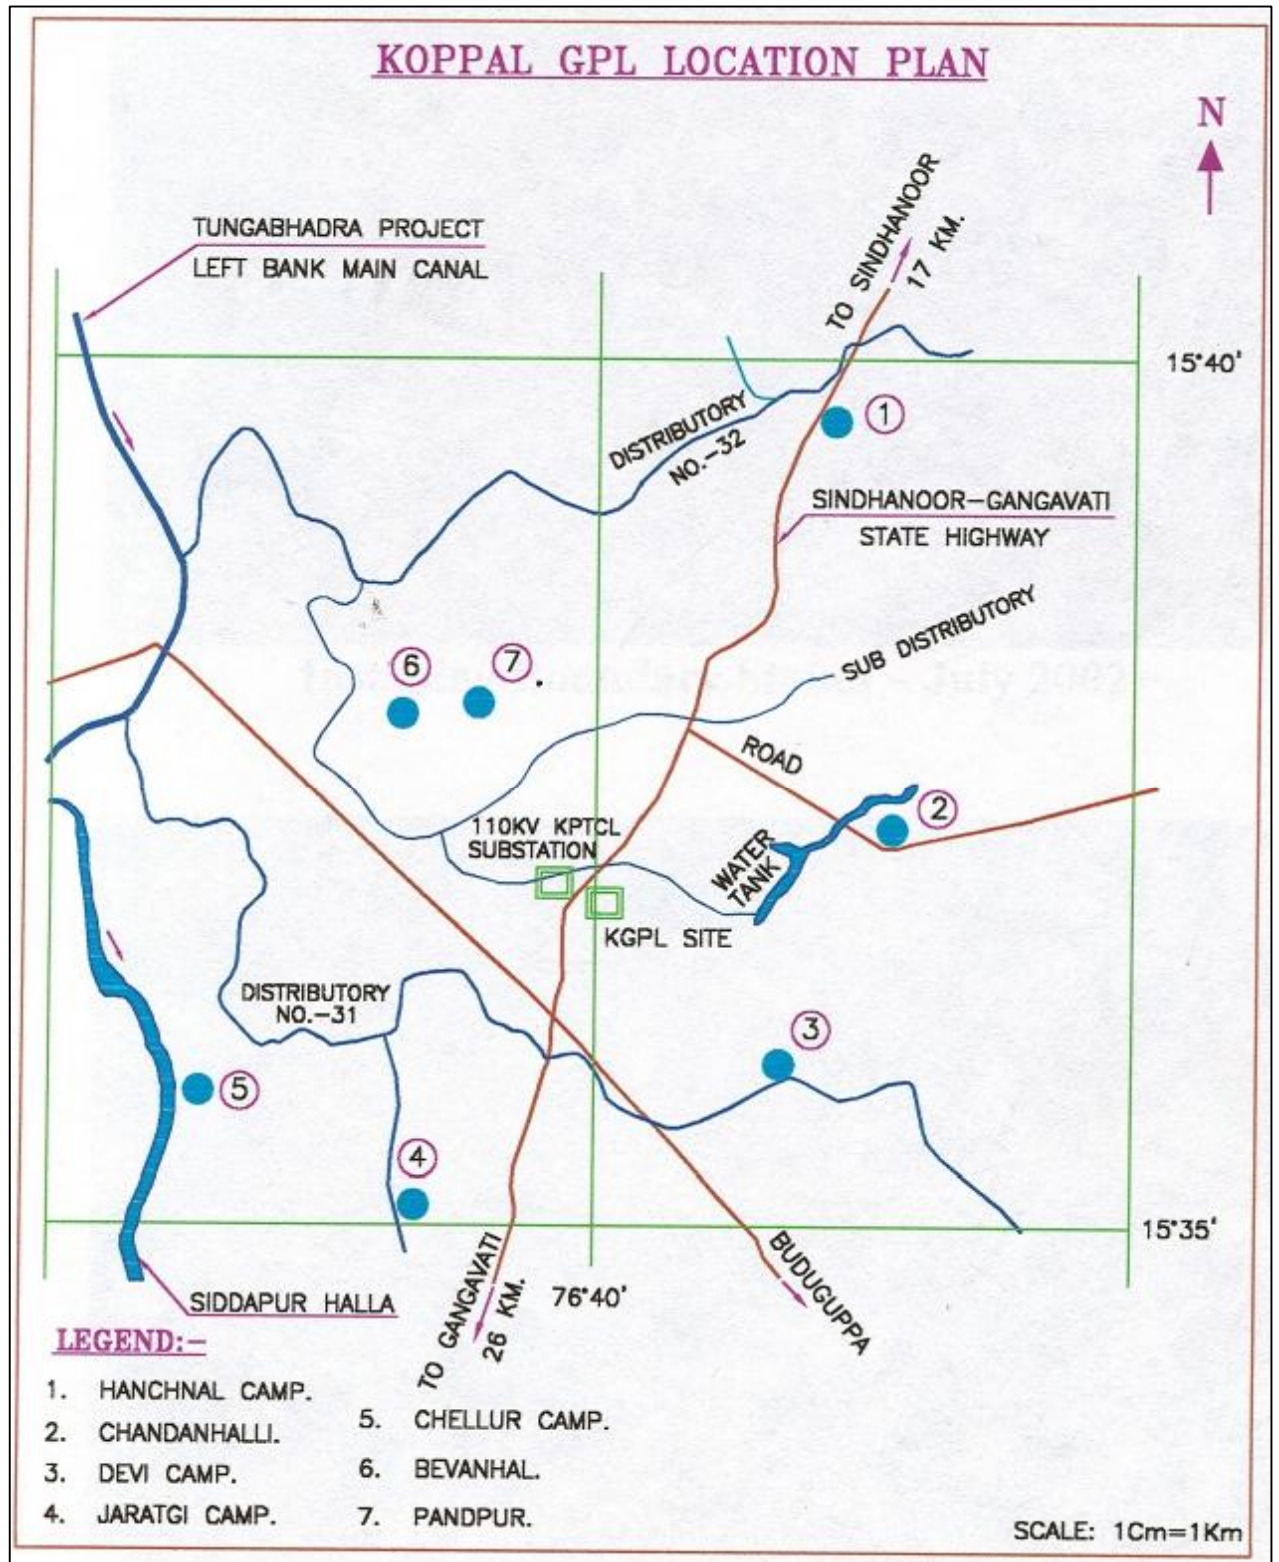 KOPPAL GPL LOCATION PLAN
N
TUNGABHADRA PROJECT
LEFT BANK MAIN CANAL
TO SINDHANOOR
17 KM.
15°40'
DISTRIBUTORY
NO.-32
1
SINDHANOOR-GANGAVATI
STATE HIGHWAY
SUB DISTRIBUTORY
6
7
ROAD
110KV KPTCL
SUBSTATION
2
WATER
TANK
KGPL SITE
DISTRIBUTORY
NO.-31
3
5
4
15°35'
TO GANGAVATI
26 KM.
76°40'
BUDUGUPPA
SIDDAPUR HALLA
LEGEND:-
1. HANCHNAL CAMP.
2. CHANDANHALLI.
3. DEVI CAMP.
4. JARATGI CAMP.
5. CHELLUR CAMP.
6. BEVANHAL.
7. PANDPUR.
SCALE: 1Cm=1Km